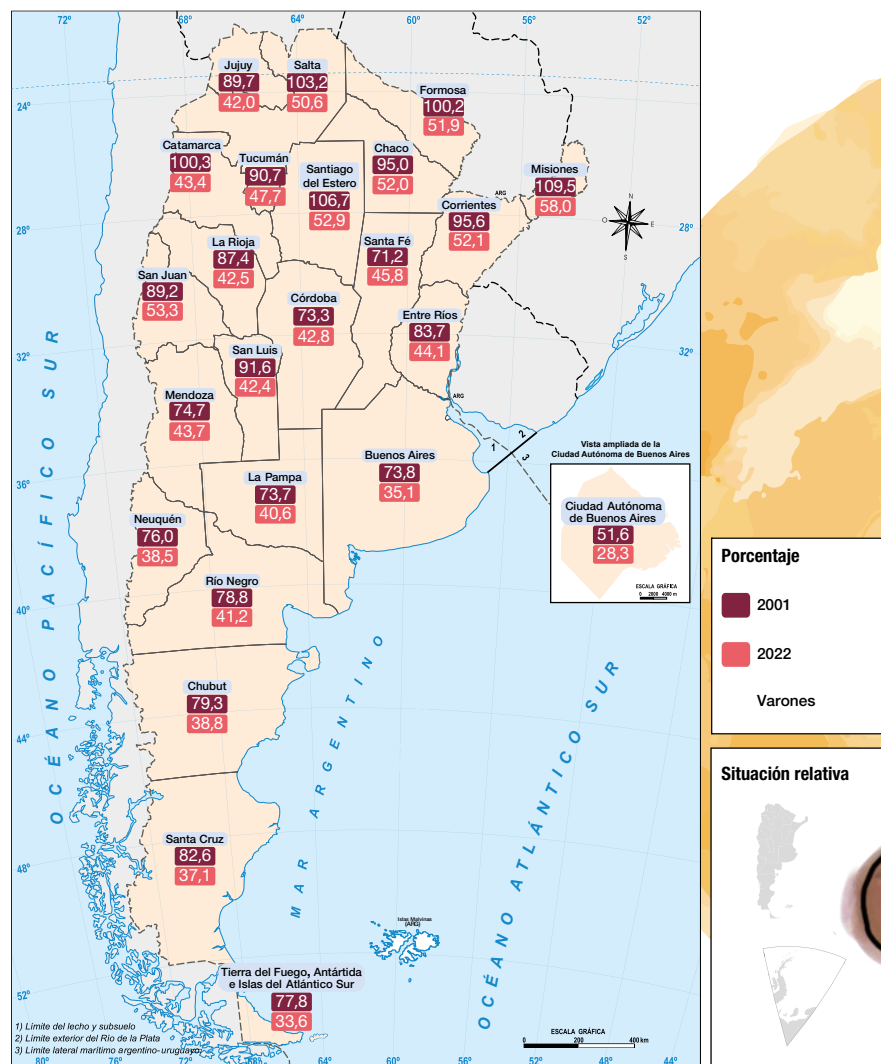 72°
68°
64°
60°
56°
52°
24°
28°
32°
36°
40°
44°
48°
52°
28°
32°
36°
40°
44°
48°
80°
76°
72°
68°
64°
60°
56°
52°
48°
44°
Jujuy
89,7
42,0
Salta
103,2
50,6
Formosa
100,2
51,9
Catamarca
100,3
43,4
Tucumán
90,7
47,7
Santiago
del Estero
106,7
52,9
Chaco
95,0
52,0
Misiones
109,5
58,0
ARG
Corrientes
95,6
52,1
La Rioja
87,4
42,5
Santa Fé
71,2
45,8
San Juan
89,2
53,3
Córdoba
73,3
42,8
Entre Ríos
83,7
44,1
San Luis
91,6
42,4
ARG
Mendoza
74,7
43,7
1
2
3
Buenos Aires
73,8
35,1
La Pampa
73,7
40,6
Neuquén
76,0
38,5
Río Negro
78,8
41,2
Chubut
79,3
38,8
Santa Cruz
82,6
37,1
Islas Malvinas
(ARG)
Tierra del Fuego, Antártida
e Islas del Atlántico Sur
77,8
33,6
OCÉANO PACÍFICO SUR
MAR ARGENTINO
OCÉANO ATLÁNTICO SUR
N
O
E
S
Vista ampliada de la
Ciudad Autónoma de Buenos Aires
Ciudad Autónoma
de Buenos Aires
51,6
28,3
ESCALA GRÁFICA
0 2000 4000 m
1) Límite del lecho y subsuelo
2) Límite exterior del Río de la Plata
3) Límite lateral marítimo argentino-uruguayo
ESCALA GRÁFICA
0 200 400 km
Porcentaje
2001
2022
Varones
Situación relativa